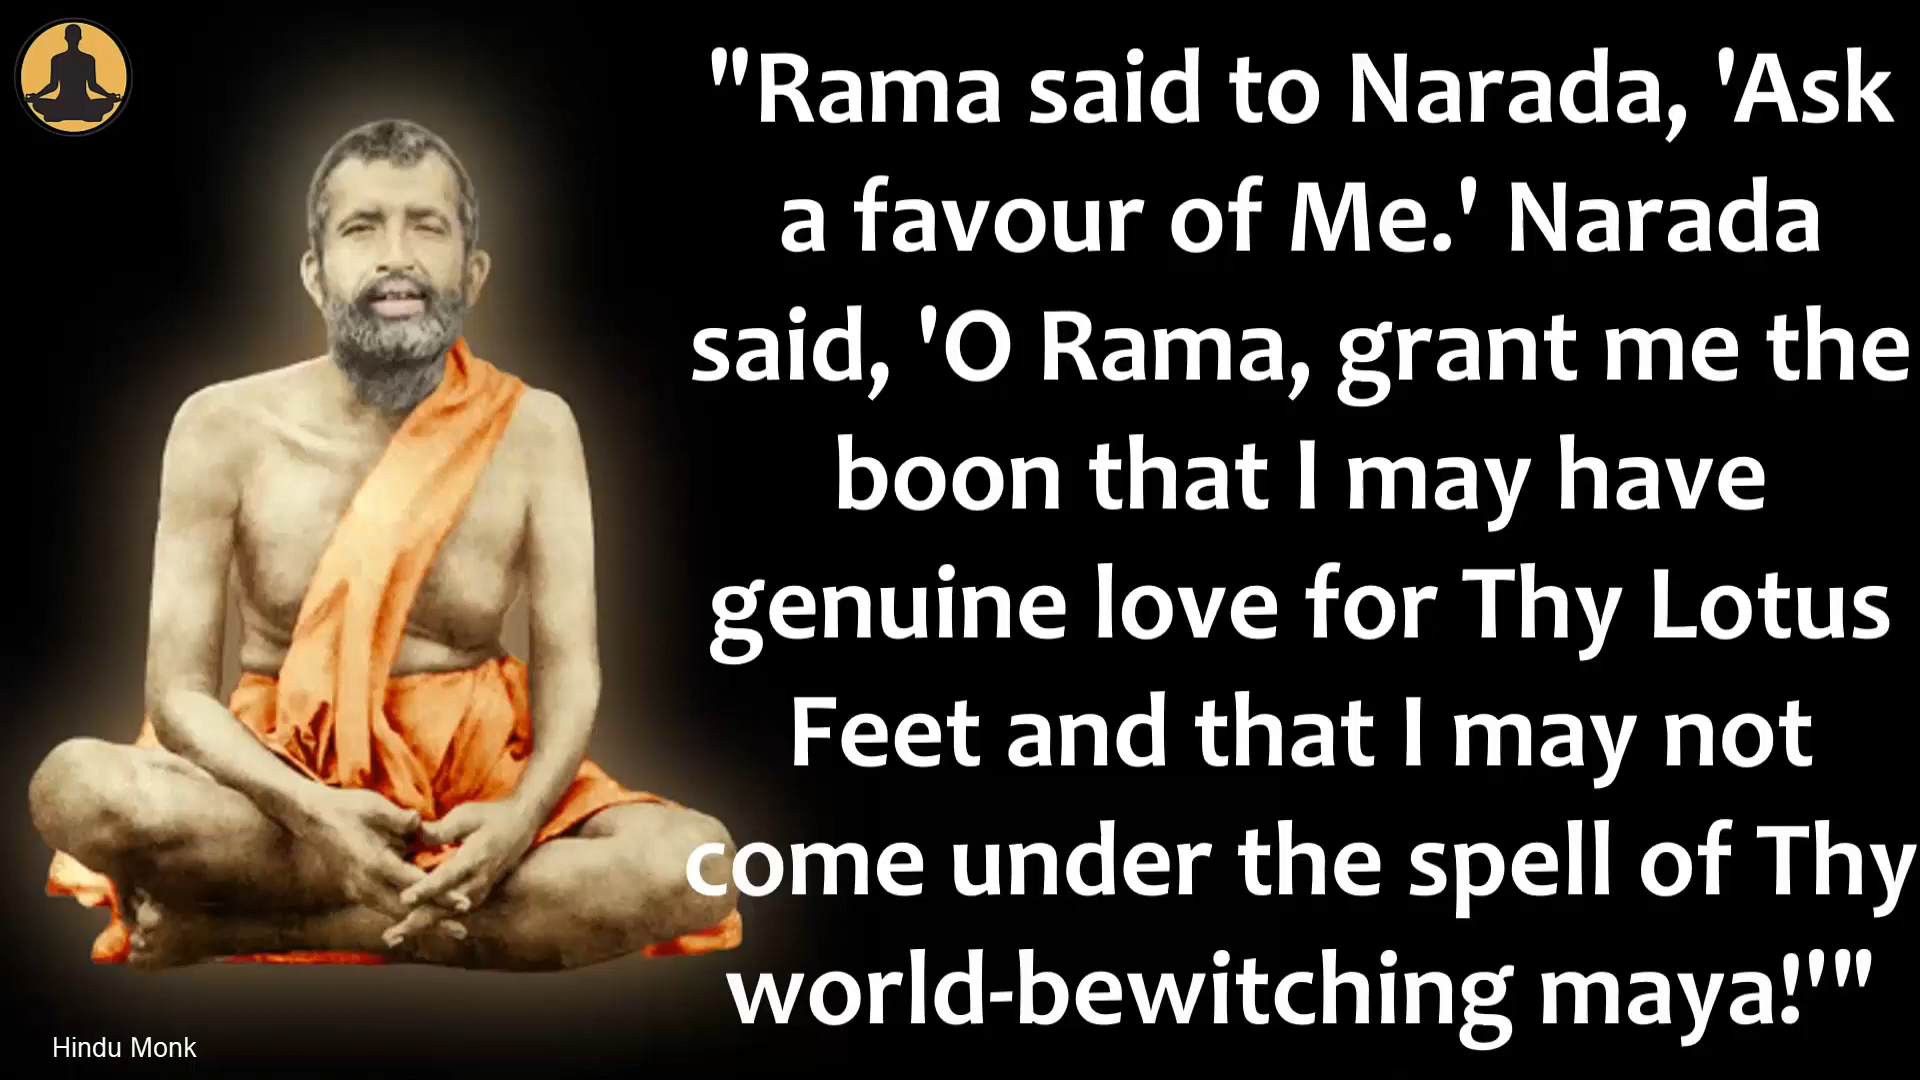 "Rama said to Narada, 'Ask
a favour of Me.' Narada
said, 'O Rama, grant me the
boon that I may have
genuine love for Thy Lotus
Feet and that I may not
come under the spell of Thy
world-bewitching maya!'"
Hindu Monk